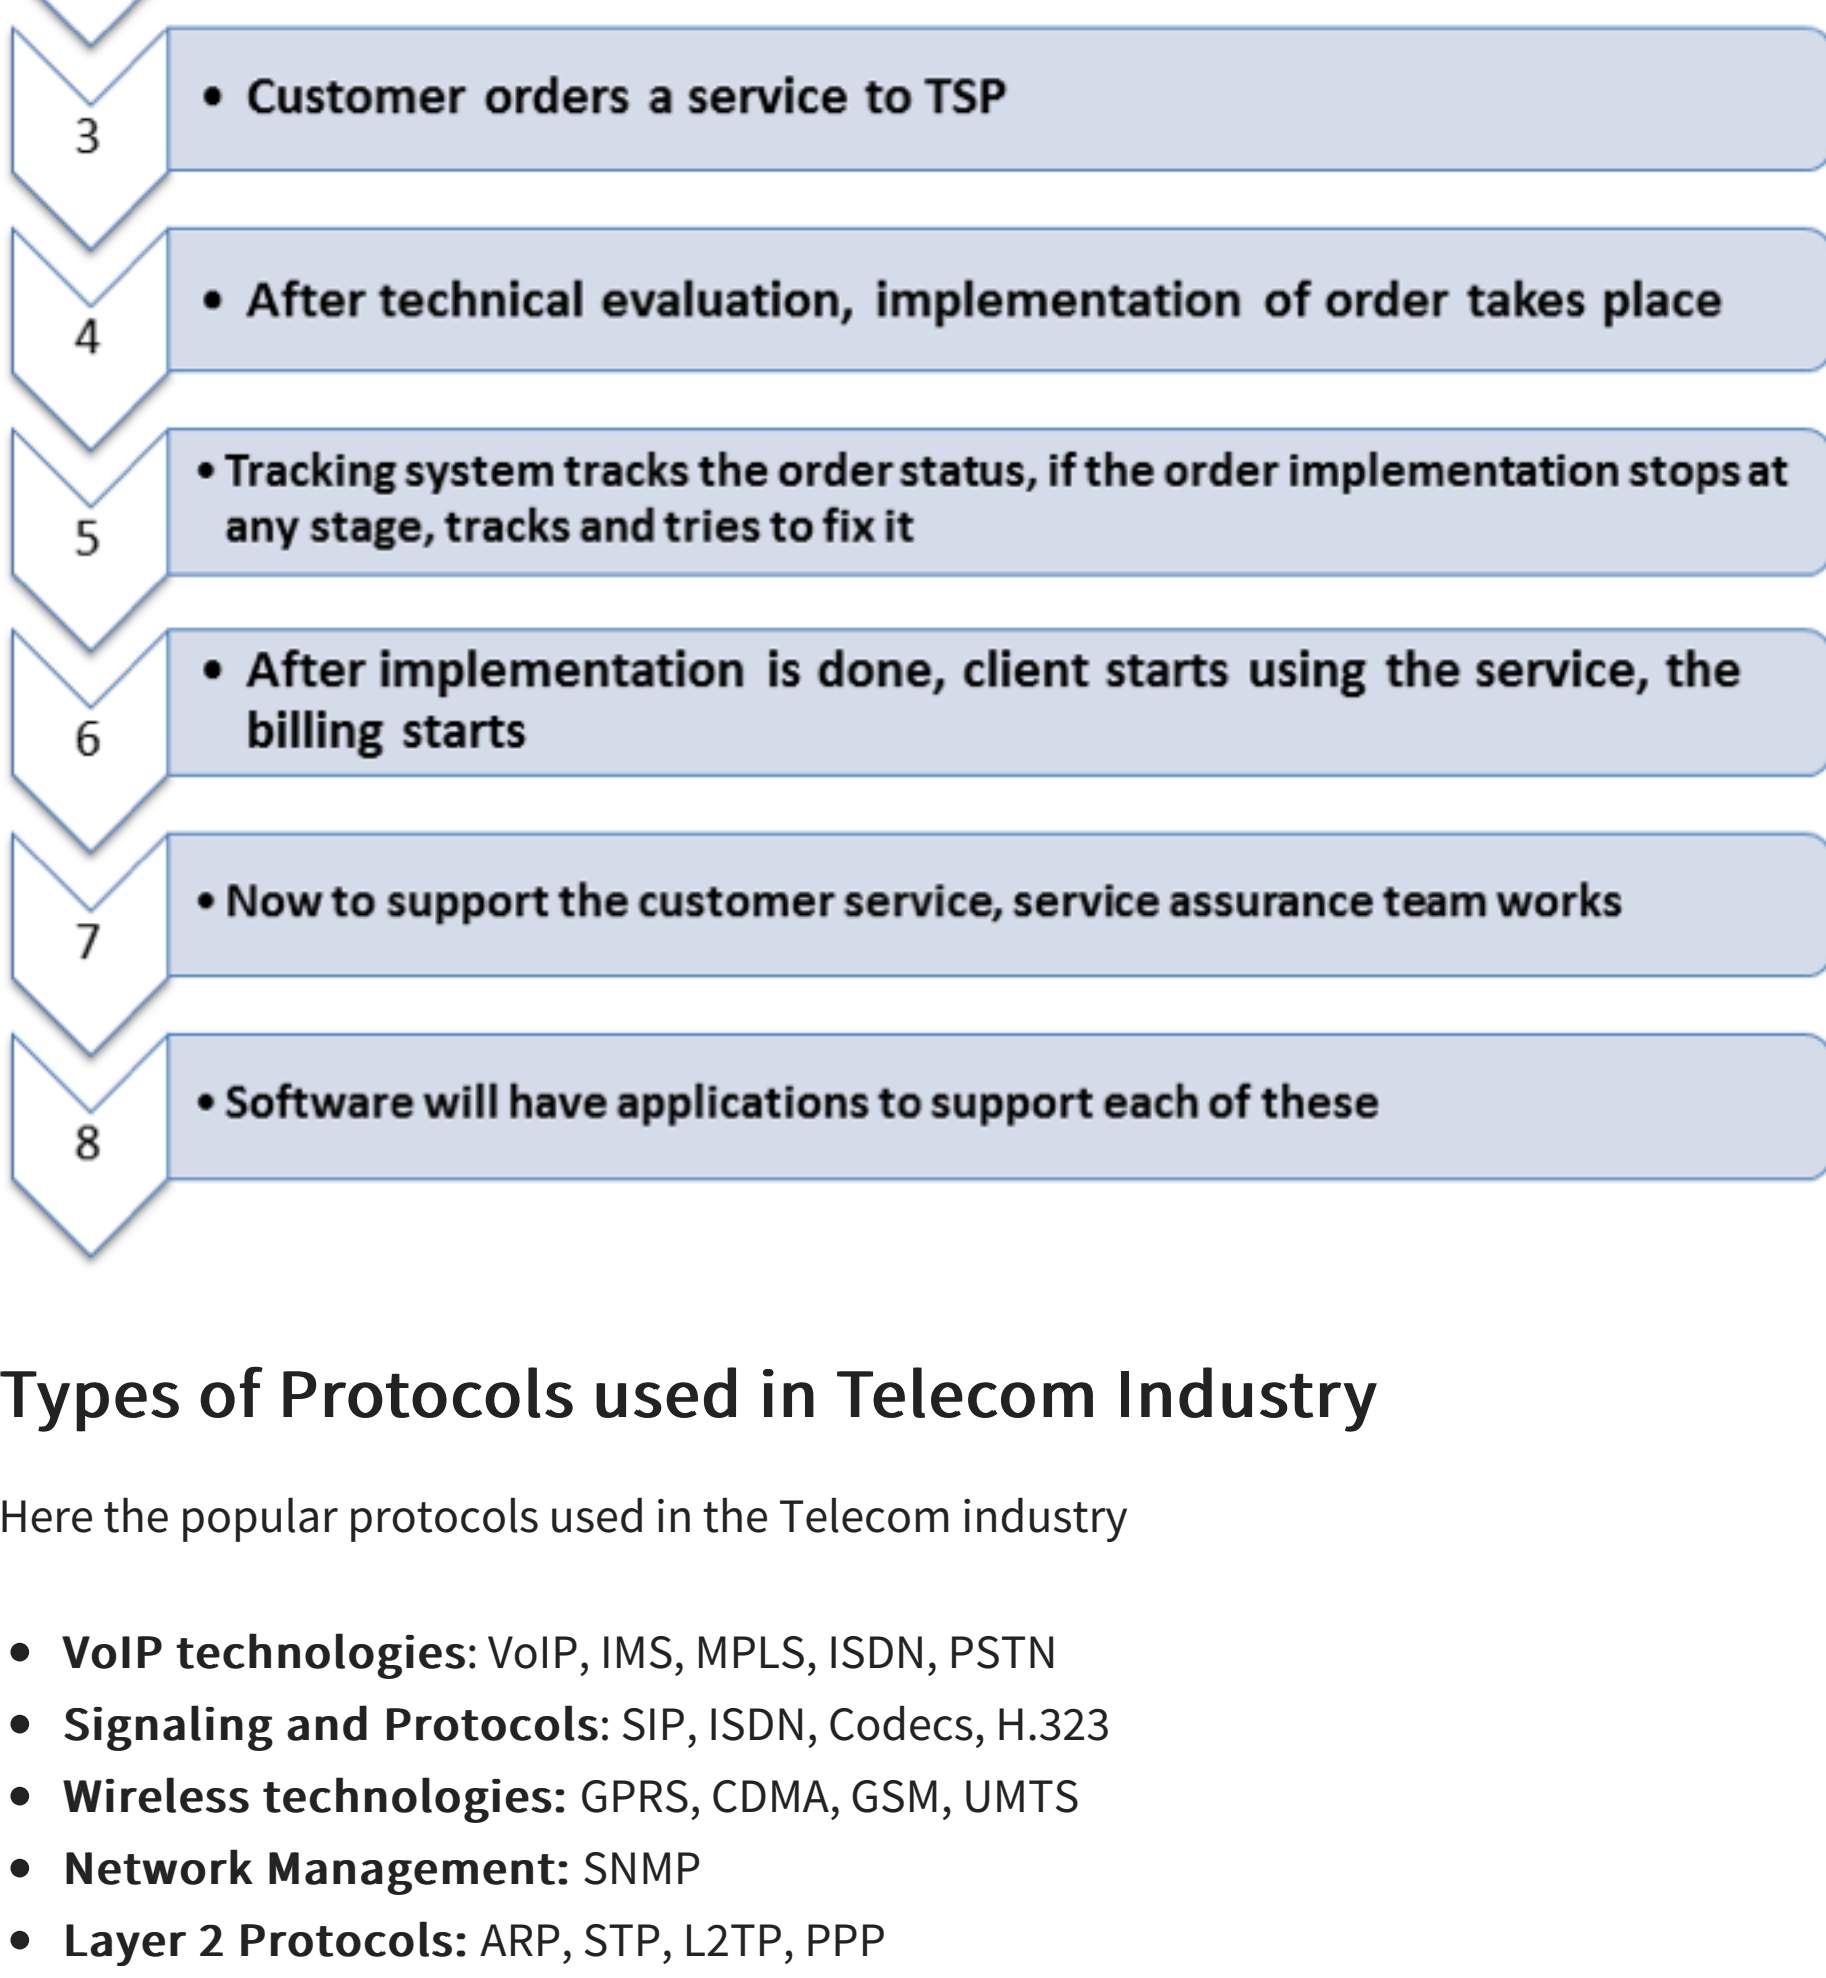 3
• Customer orders a service to TSP
4
• After technical evaluation, implementation of order takes place
5
• Tracking system tracks the order status, if the order implementation stops at
any stage, tracks and tries to fix it
6
• After implementation is done, client starts using the service, the
billing starts
7
• Now to support the customer service, service assurance team works
8
• Software will have applications to support each of these
Types of Protocols used in Telecom Industry
Here the popular protocols used in the Telecom industry
• VoIP technologies: VoIP, IMS, MPLS, ISDN, PSTN
• Signaling and Protocols: SIP, ISDN, Codecs, H.323
• Wireless technologies: GPRS, CDMA, GSM, UMTS
• Network Management: SNMP
• Layer 2 Protocols: ARP, STP, L2TP, PPP